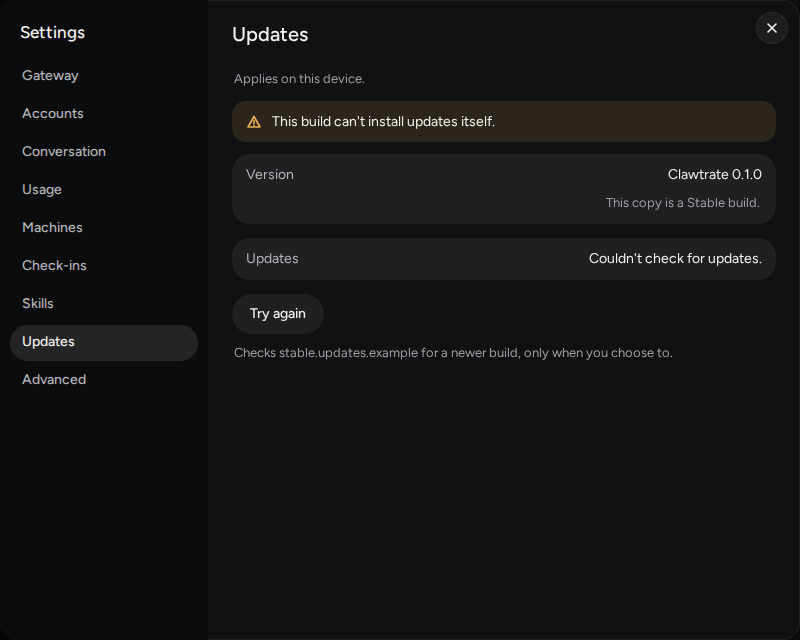 Settings
Gateway
Accounts
Conversation
Usage
Machines
Check-ins
Skills
Updates
Advanced
Updates
Applies on this device.
This build can't install updates itself.
Version
Clawtrate 0.1.0
This copy is a Stable build.
Updates
Couldn't check for updates.
Try again
Checks stable.updates.example for a newer build, only when you choose to.